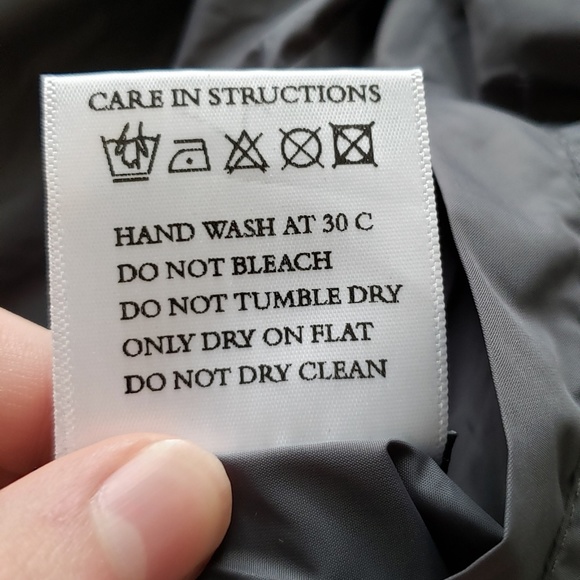 CARE IN STRUCTIONS
HAND WASH AT 30 C
DO NOT BLEACH
DO NOT TUMBLE DRY
ONLY DRY ON FLAT
DO NOT DRY CLEAN